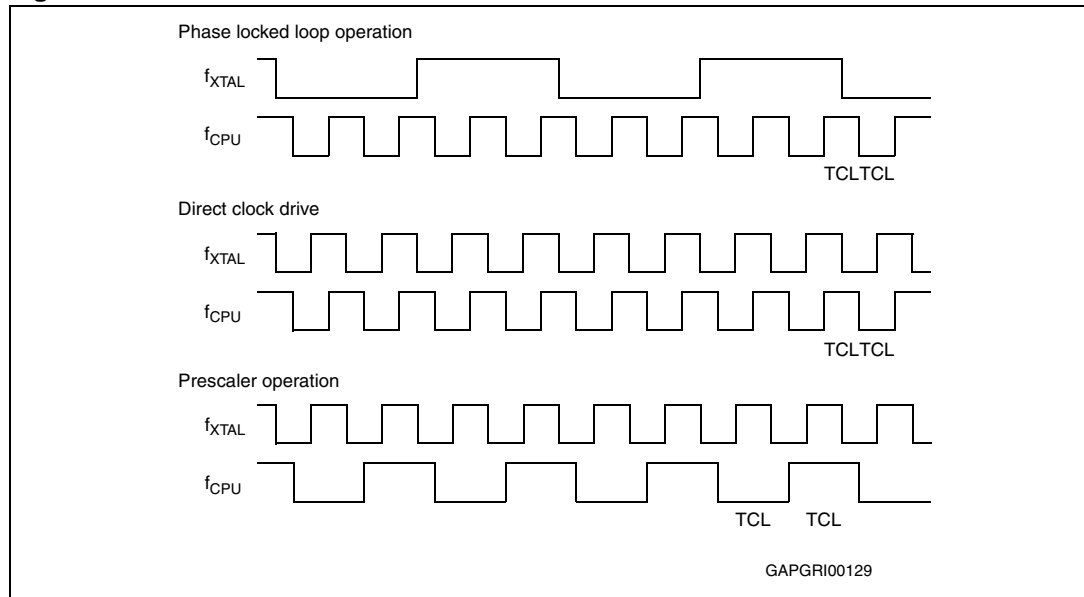 Phase locked loop operation
fXTAL
fCPU
TCLTCL
Direct clock drive
fXTAL
fCPU
TCLTCL
Prescaler operation
fXTAL
fCPU
TCL TCL
GAPGRI00129